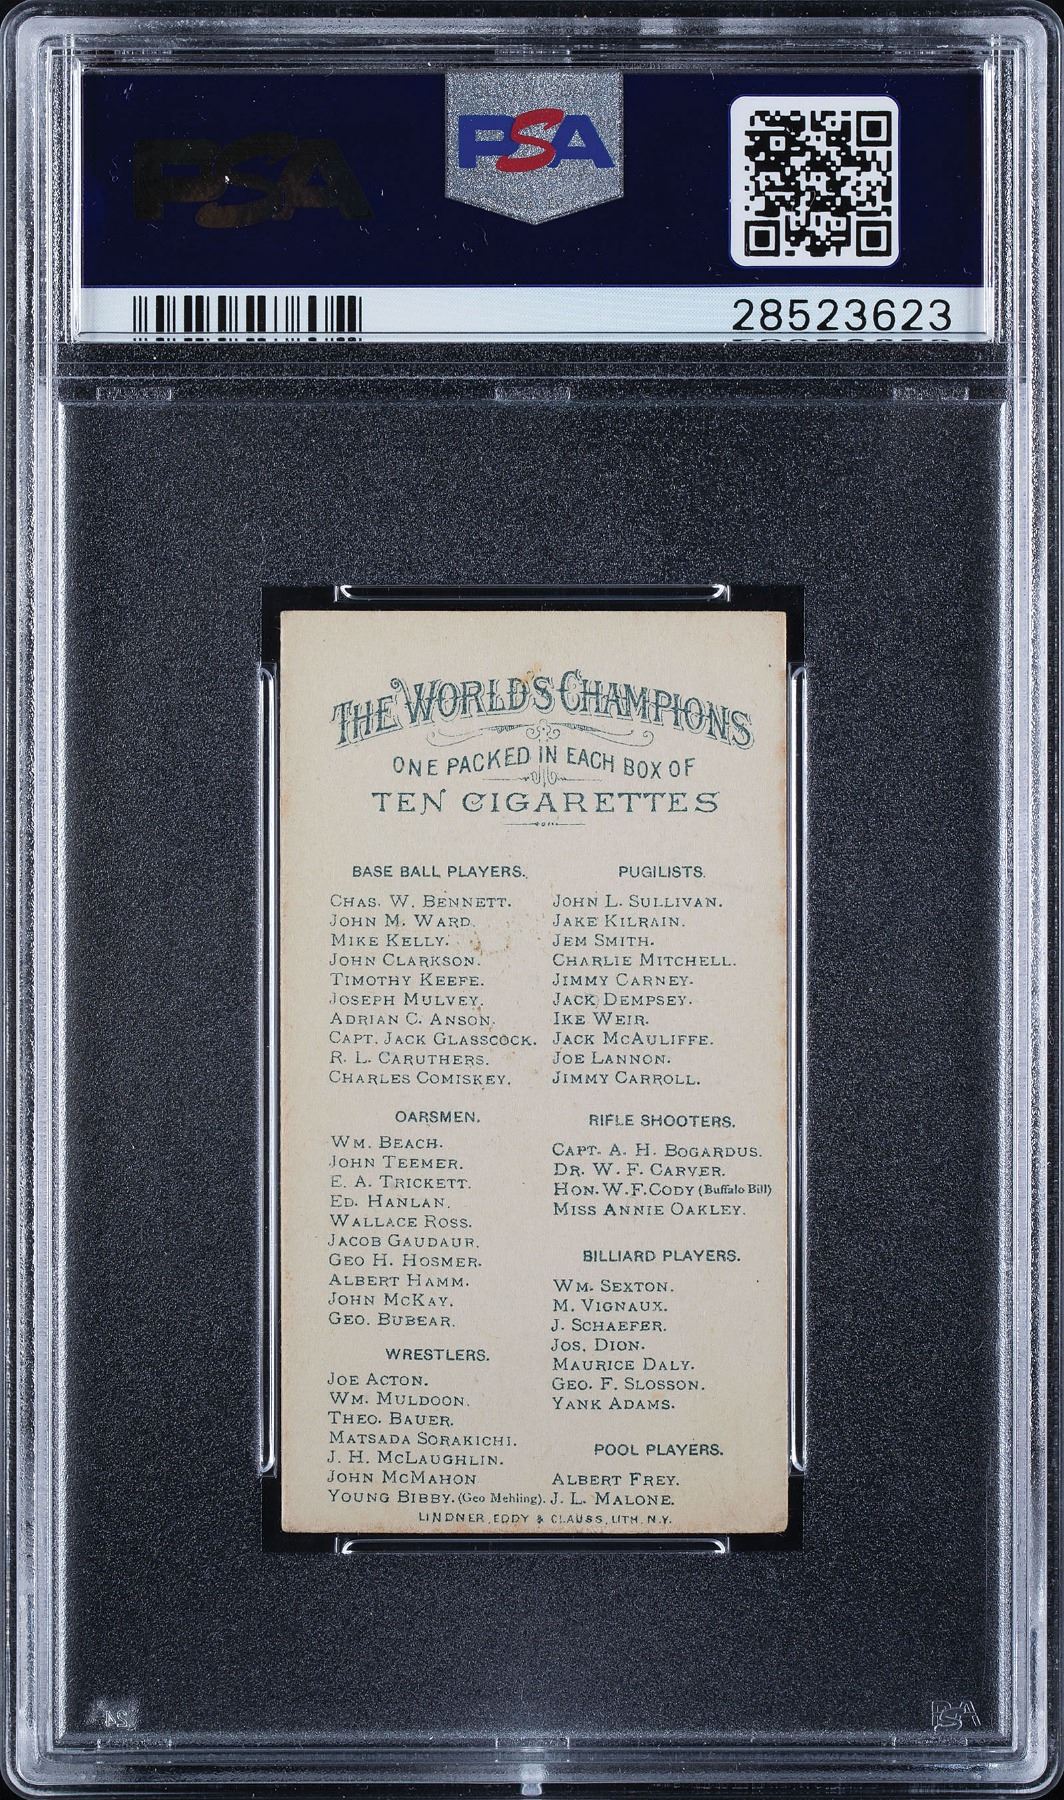 PSA
PSA
28523623
THE WORLD'S CHAMPIONS
ONE PACKED IN EACH BOX OF
TEN CIGARETTES
BASE BALL PLAYERS.
CHAS. W. BENNETT.
JOHN M. WARD.
MIKE KELLY.
JOHN CLARKSON.
TIMOTHY KEEFE.
JOSEPH MULVEY.
ADRIAN C. ANSON.
CAPT. JACK GLASSCOCK.
R. L. CARUTHERS.
CHARLES COMISKEY.
OARSMEN.
WM. BEACH.
JOHN TEEMER.
E. A. TRICKETT.
ED. HANLAN.
WALLACE ROSS.
JACOB GAUDAUR.
GEO H. HOSMER.
ALBERT HAMM.
JOHN MCKAY.
GEO. BUBEAR.
WRESTLERS.
JOE ACTON.
WM. MULDOON.
THEO. BAUER.
MATSADA SORAKICHI.
J. H. MCLAUGHLIN.
JOHN MCMAHON
YOUNG BIBBY. (Geo Mehling).
PUGILISTS.
JOHN L. SULLIVAN.
JAKE KILRAIN.
JEM SMITH.
CHARLIE MITCHELL.
JIMMY CARNEY.
JACK DEMPSEY.
IKE WEIR.
JACK MCAULIFFE.
JOE LANNON.
JIMMY CARROLL.
RIFLE SHOOTERS.
CAPT. A. H. BOGARDUS.
DR. W. F. CARVER.
HON. W. F. CODY (Buffalo Bill)
MISS ANNIE OAKLEY.
BILLIARD PLAYERS.
WM. SEXTON.
M. VIGNAUX.
J. SCHAEFER.
JOS. DION.
MAURICE DALY.
GEO. F. SLOSSON.
YANK ADAMS.
POOL PLAYERS.
ALBERT FREY.
J. L. MALONE.
LINDNER, EDDY & CLAUSS, LITH. N.Y.
PSA